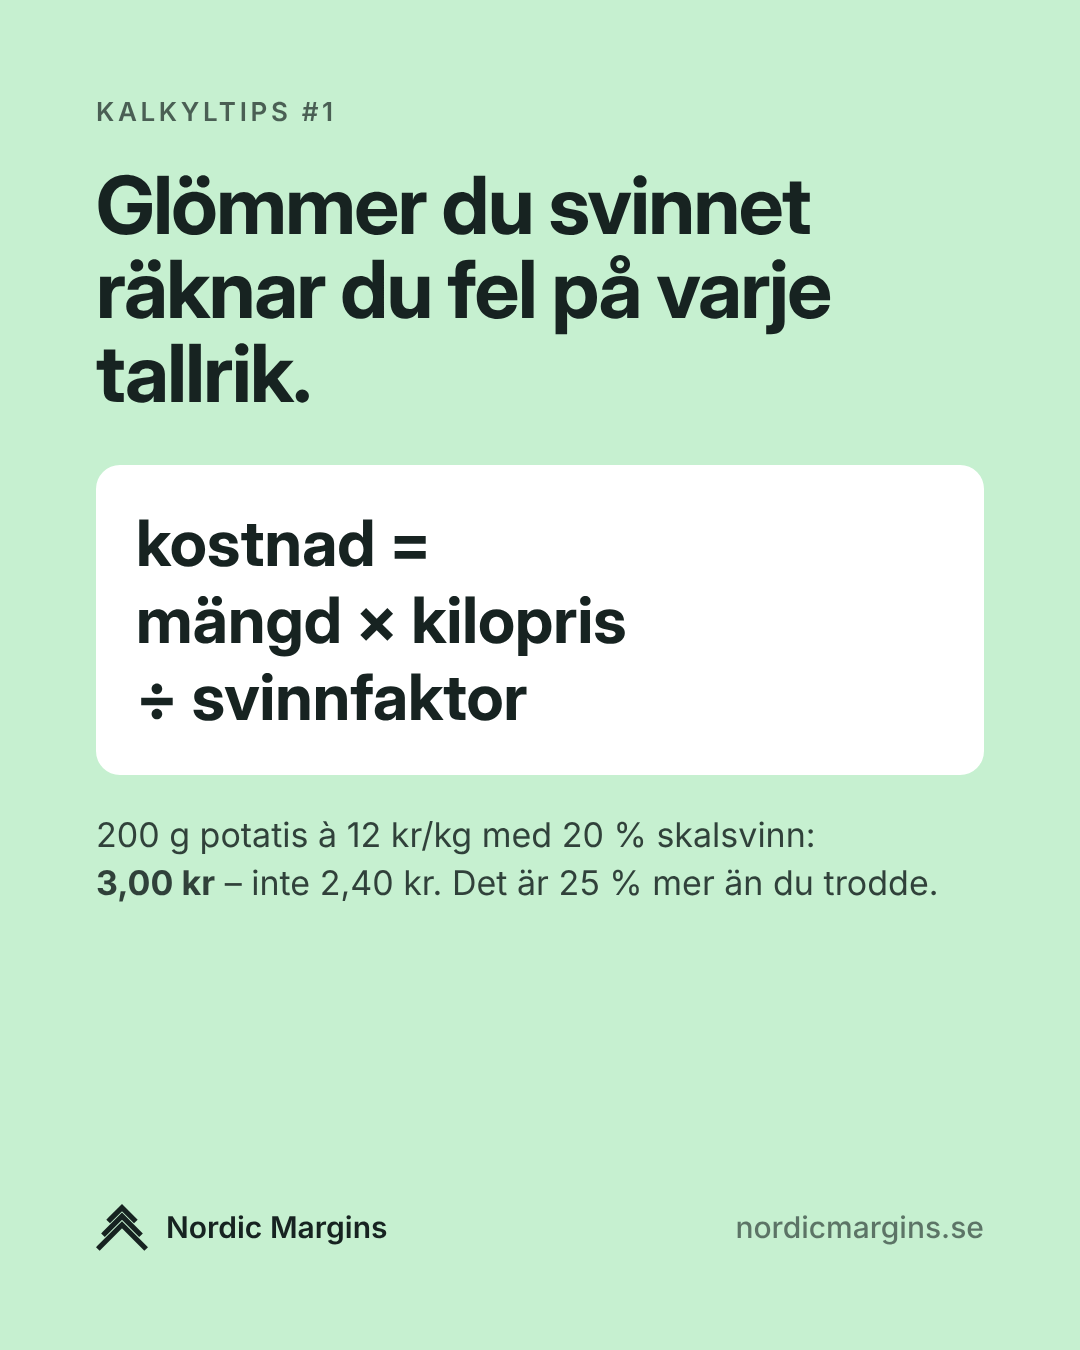 KALKYLTIPS #1
Glömmer du svinnet
räknar du fel på varje
tallrik.
kostnad =
mängd × kilopris
÷ svinnfaktor
200 g potatis à 12 kr/kg med 20 % skalsvinn:
3,00 kr – inte 2,40 kr. Det är 25 % mer än du trodde.
Nordic Margins
nordicmargins.se